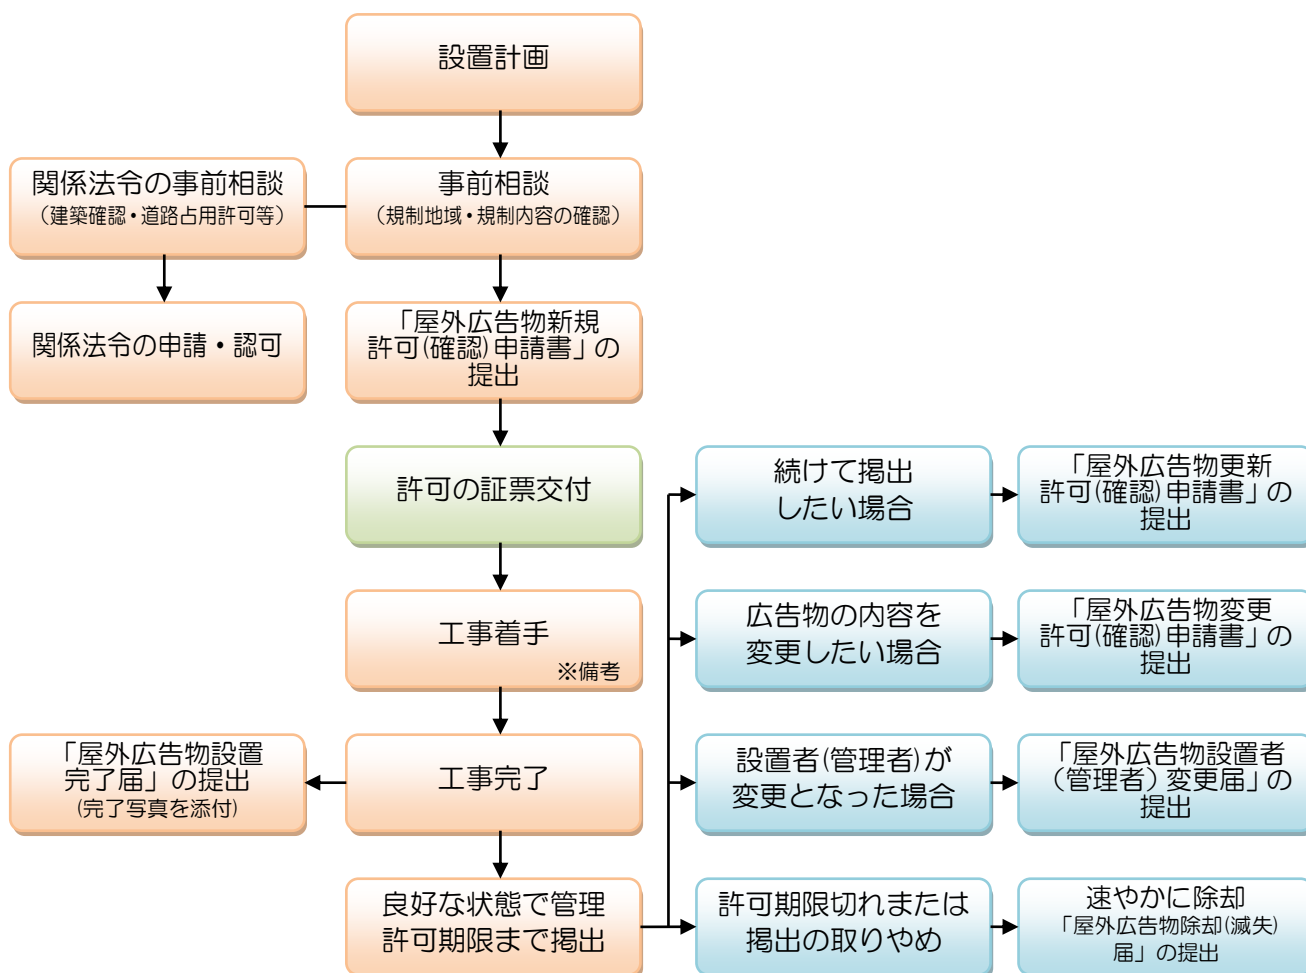 設置計画
関係法令の事前相談
（建築確認・道路占用許可等）
事前相談
（規制地域・規制内容の確認）
関係法令の申請・認可
「屋外広告物新規
許可(確認)申請書」の
提出
許可の証票交付
続けて掲出
したい場合
「屋外広告物更新
許可(確認)申請書」の
提出
工事着手
※備考
広告物の内容を
変更したい場合
「屋外広告物変更
許可(確認)申請書」の
提出
「屋外広告物設置
完了届」の提出
(完了写真を添付)
工事完了
設置者(管理者)が
変更となった場合
「屋外広告物設置者
（管理者）変更届」の
提出
良好な状態で管理
許可期限まで掲出
許可期限切れまたは
掲出の取りやめ
速やかに除却
「屋外広告物除却(滅失)
届」の提出